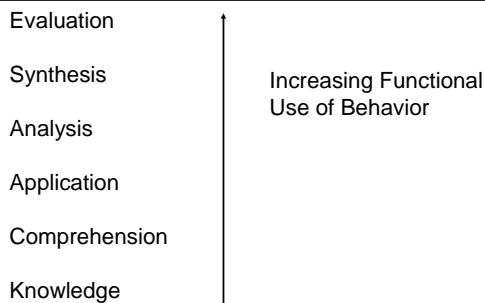 Evaluation
Synthesis
Increasing Functional
Use of Behavior
Analysis
Application
Comprehension
Knowledge